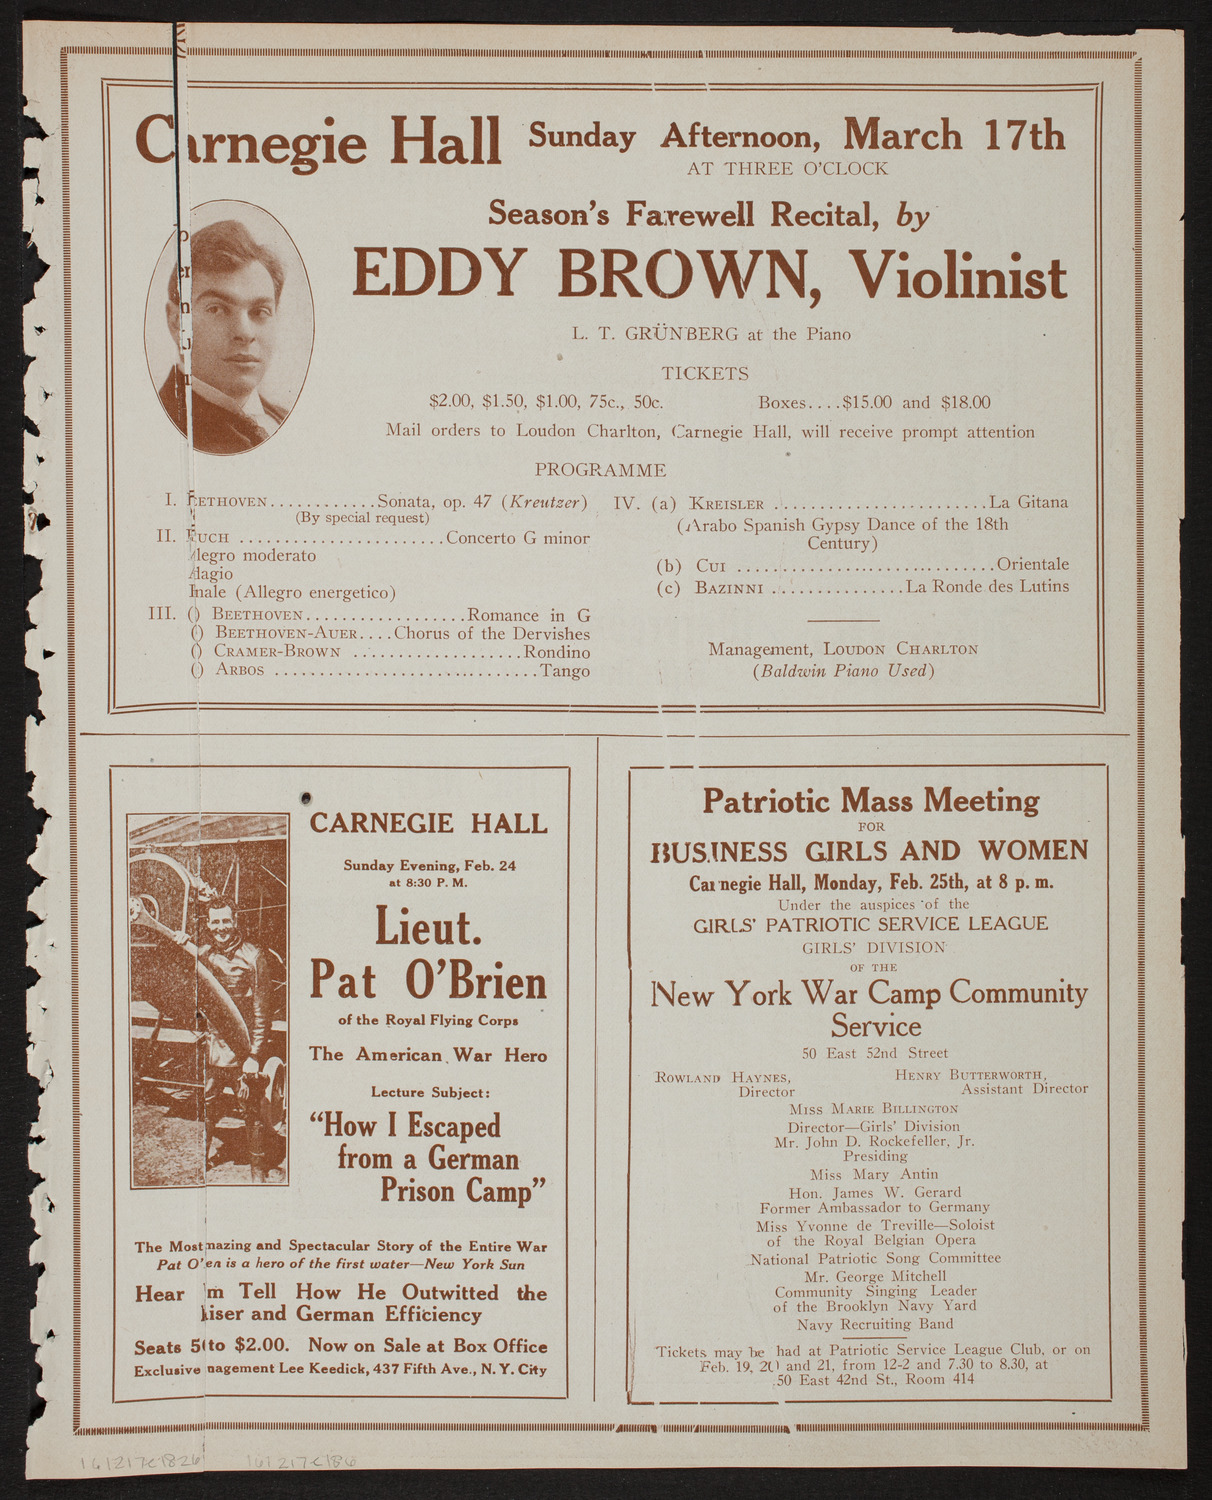 Carnegie Hall Sunday Afternoon, March 17th
AT THREE O'CLOCK
Season's Farewell Recital, by
EDDY BROWN, Violinist
L. T. GRÜNBERG at the Piano
TICKETS
$2.00, $1.50, $1.00, 75c., 50c. Boxes....$15.00 and $18.00
Mail orders to Loudon Charlton, Carnegie Hall, will receive prompt attention
PROGRAMME
I. BEETHOVEN............Sonata, op. 47 (Kreutzer)
(By special request)
II. BRUCH ......................Concerto G minor
Allegro moderato
Adagio
Finale (Allegro energetico)
III. () BEETHOVEN.................Romance in G
() BEETHOVEN-AUER....Chorus of the Dervishes
() CRAMER-BROWN ..................Rondino
() ARBOS ............................Tango
IV. (a) KREISLER .......................La Gitana
(Arabo Spanish Gypsy Dance of the 18th
Century)
(b) CUI ............................Orientale
(c) BAZINNI ..............La Ronde des Lutins
Management, LOUDON CHARLTON
(Baldwin Piano Used)
CARNEGIE HALL
Sunday Evening, Feb. 24
at 8:30 P. M.
Lieut.
Pat O'Brien
of the Royal Flying Corps
The American War Hero
Lecture Subject:
"How I Escaped
from a German
Prison Camp"
The Most mazing and Spectacular Story of the Entire War
Pat O' en is a hero of the first water—New York Sun
Hear m Tell How He Outwitted the
aiser and German Efficiency
Seats 5 to $2.00. Now on Sale at Box Office
Exclusive nagement Lee Keedick, 437 Fifth Ave., N. Y. City
Patriotic Mass Meeting
FOR
BUSINESS GIRLS AND WOMEN
Carnegie Hall, Monday, Feb. 25th, at 8 p. m.
Under the auspices of the
GIRLS' PATRIOTIC SERVICE LEAGUE
GIRLS' DIVISION
OF THE
New York War Camp Community
Service
50 East 52nd Street
ROWLAND HAYNES, HENRY BUTTERWORTH,
Director Assistant Director
MISS MARIE BILLINGTON
Director—Girls' Division
Mr. John D. Rockefeller, Jr.
Presiding
Miss Mary Antin
Hon. James W. Gerard
Former Ambassador to Germany
Miss Yvonne de Treville—Soloist
of the Royal Belgian Opera
National Patriotic Song Committee
Mr. George Mitchell
Community Singing Leader
of the Brooklyn Navy Yard
Navy Recruiting Band
Tickets may be had at Patriotic Service League Club, or on
Feb. 19, 20 and 21, from 12-2 and 7.30 to 8.30, at
50 East 42nd St., Room 414